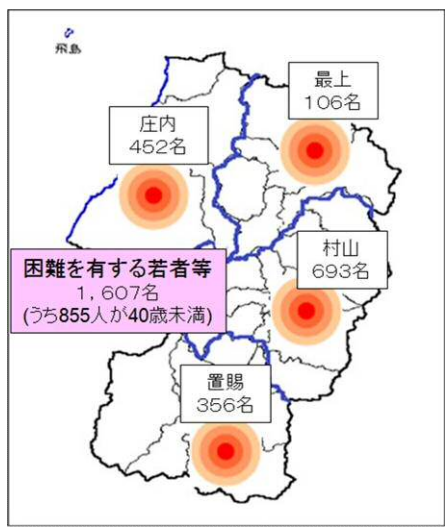 飛島
最上
106名
庄内
452名
村山
693名
困難を有する若者等
1,607名
(うち855人が40歳未満)
置賜
356名